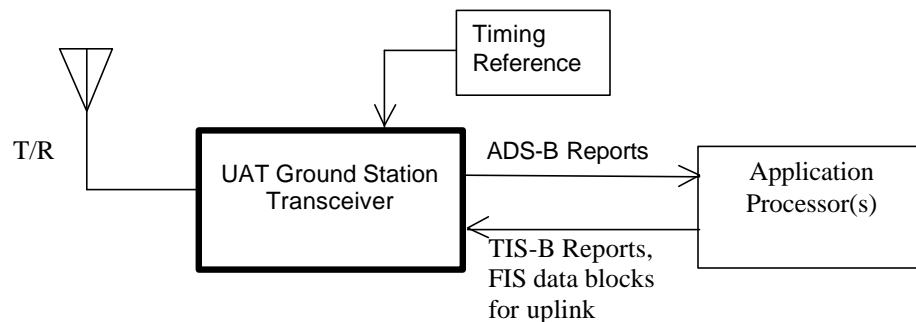 Timing
Reference
T/R
UAT Ground Station
Transceiver
ADS-B Reports
Application
Processor(s)
TIS-B Reports,
FIS data blocks
for uplink